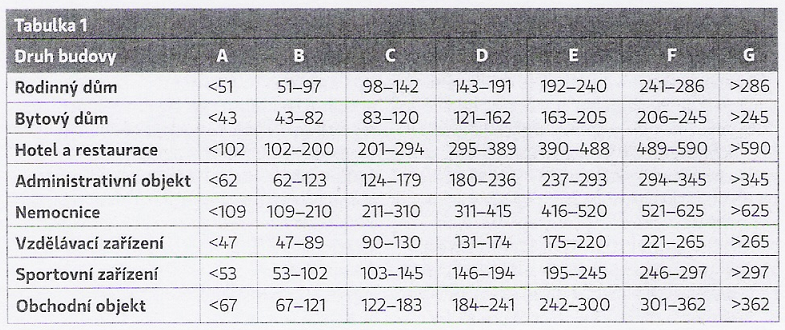 Tabulka 1
Druh budovy A B C D E F G
Rodinný dům <51 51–97 98–142 143–191 192–240 241–286 >286
Bytový dům <43 43–82 83–120 121–162 163–205 206–245 >245
Hotel a restaurace <102 102–200 201–294 295–389 390–488 489–590 >590
Administrativní objekt <62 62–123 124–179 180–236 237–293 294–345 >345
Nemocnice <109 109–210 211–310 311–415 416–520 521–625 >625
Vzdělávací zařízení <47 47–89 90–130 131–174 175–220 221–265 >265
Sportovní zařízení <53 53–102 103–145 146–194 195–245 246–297 >297
Obchodní objekt <67 67–121 122–183 184–241 242–300 301–362 >362